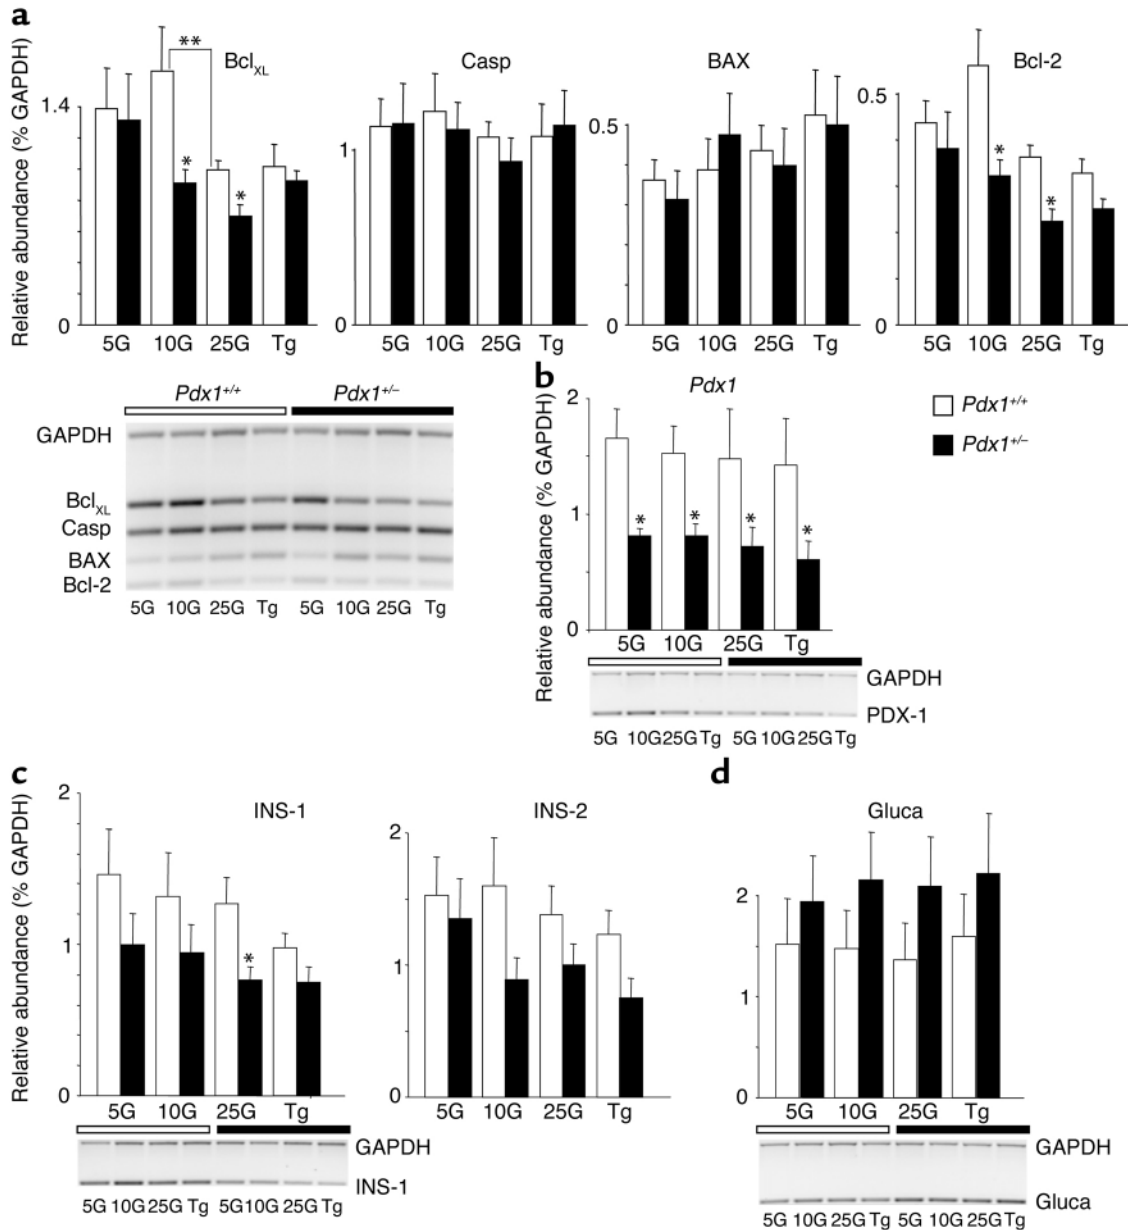 a
Relative abundance (% GAPDH)
Bcl_XL
Casp
BAX
Bcl-2
**
1.4
*
*
0
5G 10G 25G Tg
1
0
5G 10G 25G Tg
0.5
0
5G 10G 25G Tg
0.5
*
*
0
5G 10G 25G Tg
Pdx1^+/+ Pdx1^+/–
GAPDH
Bcl_XL
Casp
BAX
Bcl-2
5G 10G 25G Tg 5G 10G 25G Tg
b
Pdx1
Relative abundance (% GAPDH)
2
1
0
* * * *
5G 10G 25G Tg
Pdx1^+/+
Pdx1^+/–
GAPDH
PDX-1
5G 10G 25G Tg 5G 10G 25G Tg
c
Relative abundance (% GAPDH)
INS-1
2
1
0
*
5G 10G 25G Tg
GAPDH
INS-1
5G 10G 25G Tg 5G 10G 25G Tg
INS-2
2
1
0
5G 10G 25G Tg
d
Gluca
2
1
0
5G 10G 25G Tg
GAPDH
Gluca
5G 10G 25G Tg 5G 10G 25G Tg